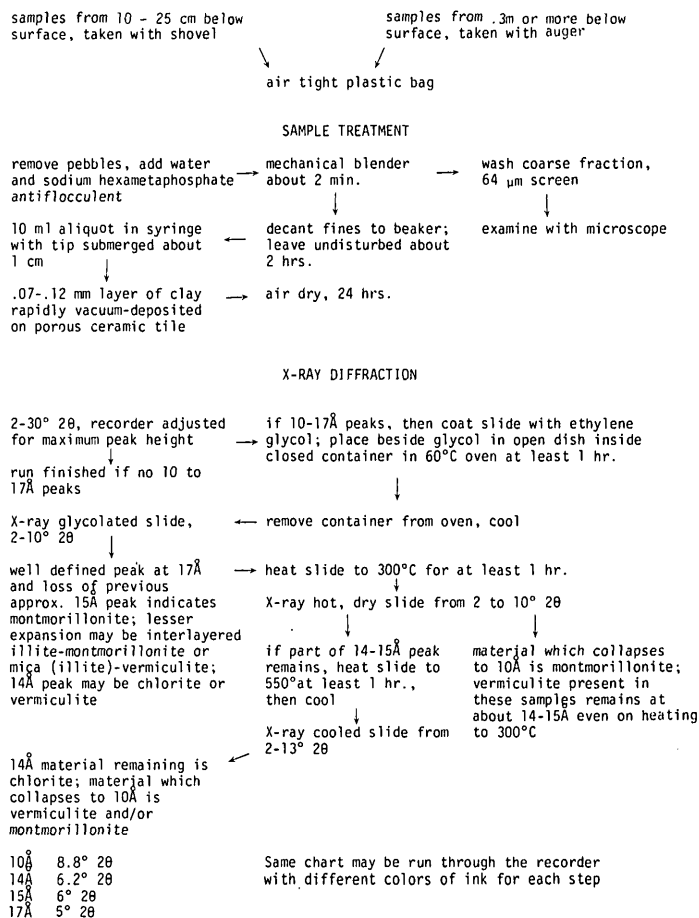 samples from 10 - 25 cm below
surface, taken with shovel
samples from .3m or more below
surface, taken with auger
air tight plastic bag
SAMPLE TREATMENT
remove pebbles, add water
and sodium hexametaphosphate
antiflocculent
mechanical blender
about 2 min.
wash coarse fraction,
64 µm screen
examine with microscope
decant fines to beaker;
leave undisturbed about
2 hrs.
10 ml aliquot in syringe
with tip submerged about
1 cm
.07-.12 mm layer of clay
rapidly vacuum-deposited
on porous ceramic tile
air dry, 24 hrs.
X-RAY DIFFRACTION
2-30° 2θ, recorder adjusted
for maximum peak height
run finished if no 10 to
17Å peaks
if 10-17Å peaks, then coat slide with ethylene
glycol; place beside glycol in open dish inside
closed container in 60°C oven at least 1 hr.
remove container from oven, cool
X-ray glycolated slide,
2-10° 2θ
well defined peak at 17Å
and loss of previous
approx. 15Å peak indicates
montmorillonite; lesser
expansion may be interlayered
illite-montmorillonite or
mica (illite)-vermiculite;
14Å peak may be chlorite or
vermiculite
heat slide to 300°C for at least 1 hr.
X-ray hot, dry slide from 2 to 10° 2θ
if part of 14-15Å peak
remains, heat slide to
550°at least 1 hr.,
then cool
X-ray cooled slide from
2-13° 2θ
material which collapses
to 10Å is montmorillonite;
vermiculite present in
these samples remains at
about 14-15Å even on heating
to 300°C
14Å material remaining is
chlorite; material which
collapses to 10Å is
vermiculite and/or
montmorillonite
10Å 8.8° 2θ
14Å 6.2° 2θ
15Å 6° 2θ
17Å 5° 2θ
Same chart may be run through the recorder
with different colors of ink for each step